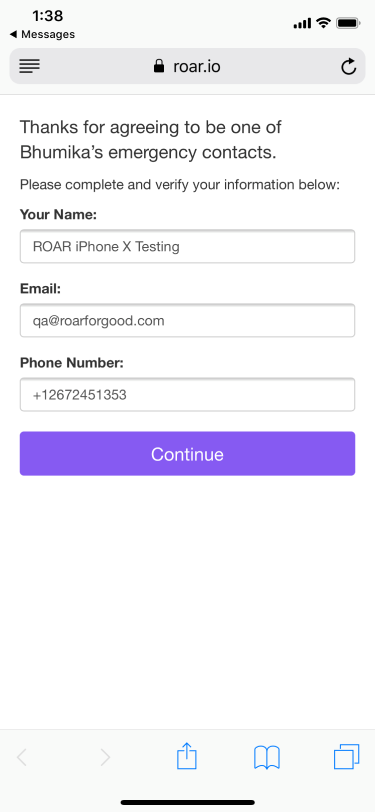 1:38
Messages
roar.io
Thanks for agreeing to be one of
Bhumika’s emergency contacts.
Please complete and verify your information below:
Your Name:
ROAR iPhone X Testing
Email:
qa@roarforgood.com
Phone Number:
+12672451353
Continue